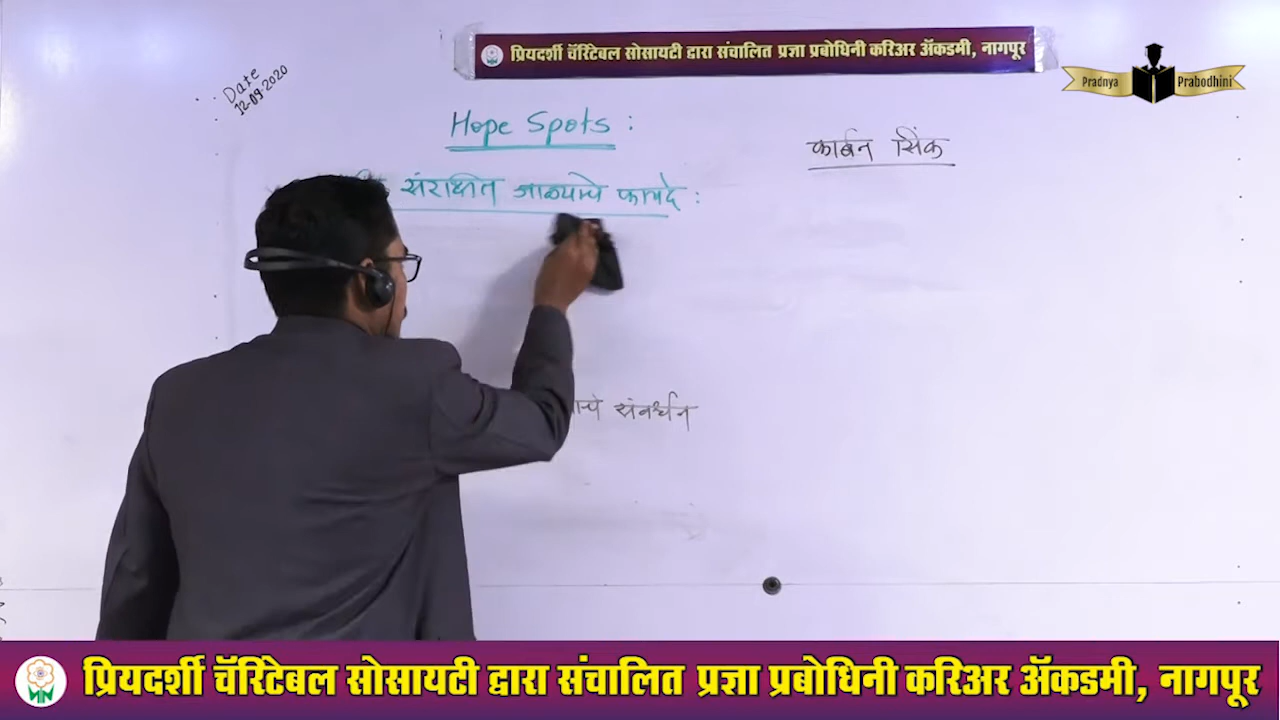 प्रियदर्शी चॅरिटेबल सोसायटी द्वारा संचालित प्रज्ञा प्रबोधिनी करिअर ॲकडमी, नागपूर
Pradnya Prabodhini
Date
12-09-2020
Hope Spots :
कार्बन सिंक
संरक्षित जाळ्याचे फायदे :
संवर्धन
प्रियदर्शी चॅरिटेबल सोसायटी द्वारा संचालित प्रज्ञा प्रबोधिनी करिअर ॲकडमी, नागपूर